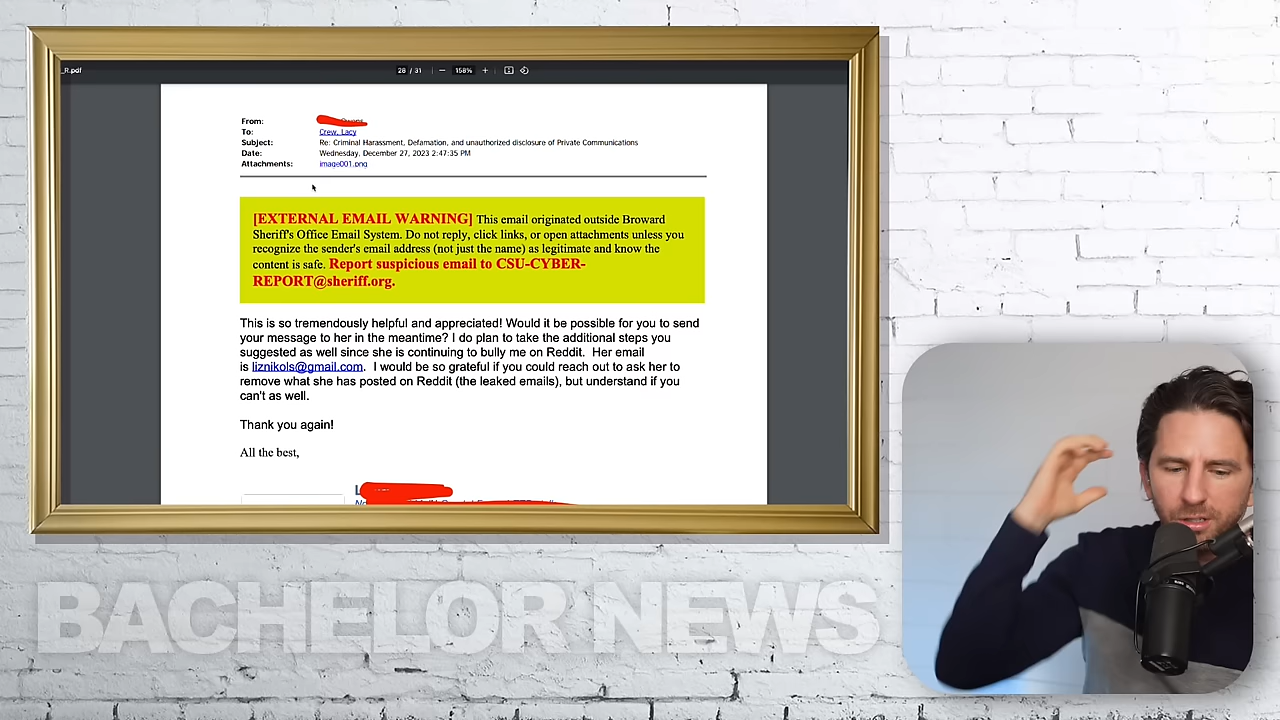 _R.pdf
28 / 31
158%
From:
To: Crew, Lacy
Subject: Re: Criminal Harassment, Defamation, and unauthorized disclosure of Private Communications
Date: Wednesday, December 27, 2023 2:47:35 PM
Attachments: image001.png
[EXTERNAL EMAIL WARNING] This email originated outside Broward
Sheriff's Office Email System. Do not reply, click links, or open attachments unless you
recognize the sender's email address (not just the name) as legitimate and know the
content is safe. Report suspicious email to CSU-CYBER-
REPORT@sheriff.org.
This is so tremendously helpful and appreciated! Would it be possible for you to send
your message to her in the meantime? I do plan to take the additional steps you
suggested as well since she is continuing to bully me on Reddit. Her email
is liznikols@gmail.com. I would be so grateful if you could reach out to ask her to
remove what she has posted on Reddit (the leaked emails), but understand if you
can't as well.
Thank you again!
All the best,
BACHELOR NEWS